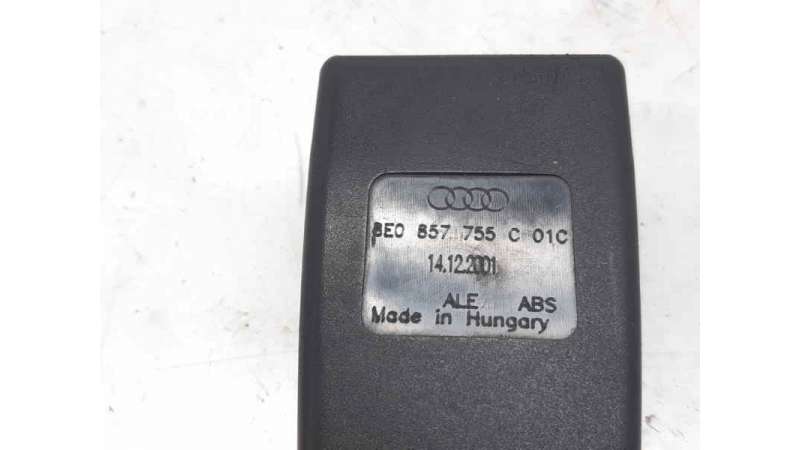 8E0 857 755 C 01C
14.12.2001
ALE ABS
Made in Hungary